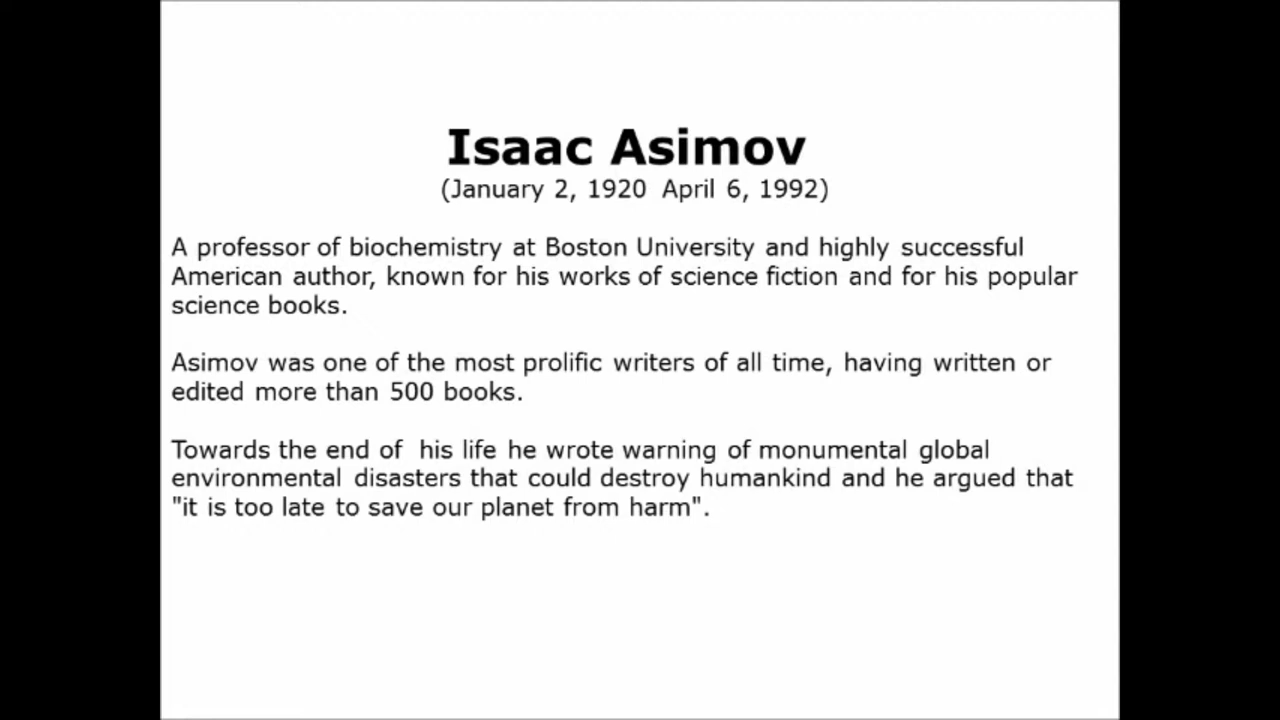 Isaac Asimov
(January 2, 1920 April 6, 1992)
A professor of biochemistry at Boston University and highly successful
American author, known for his works of science fiction and for his popular
science books.
Asimov was one of the most prolific writers of all time, having written or
edited more than 500 books.
Towards the end of his life he wrote warning of monumental global
environmental disasters that could destroy humankind and he argued that
"it is too late to save our planet from harm".